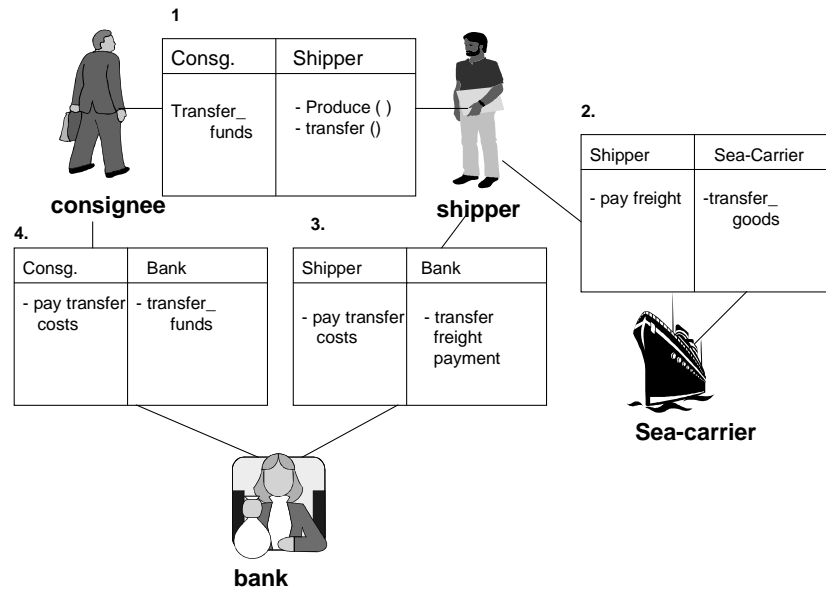 1
Consg. Shipper
Transfer_
funds
- Produce ( )
- transfer ()
consignee
shipper
2.
Shipper Sea-Carrier
- pay freight
-transfer_
goods
Sea-carrier
3.
Shipper Bank
- pay transfer
costs
- transfer
freight
payment
4.
Consg. Bank
- pay transfer
costs
- transfer_
funds
bank